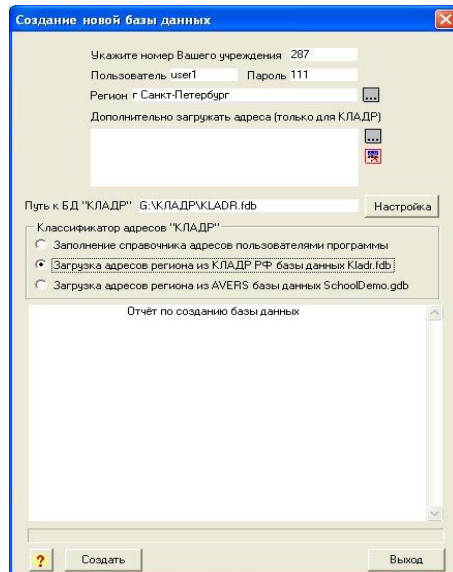 Создание новой базы данных
Укажите номер Вашего учреждения 287
Пользователь user1 Пароль 111
Регион г Санкт-Петербург ...
Дополнительно загружать адреса (только для КЛАДР)
...
Путь к БД "КЛАДР" G:\КЛАДР\KLADR.fdb Настройка
Классификатор адресов "КЛАДР"
Заполнение справочника адресов пользователями программы
Загрузка адресов региона из КЛАДР РФ базы данных Kladr.fdb
Загрузка адресов региона из AVERS базы данных SchoolDemo.gdb
Отчёт по созданию базы данных
? Создать Выход